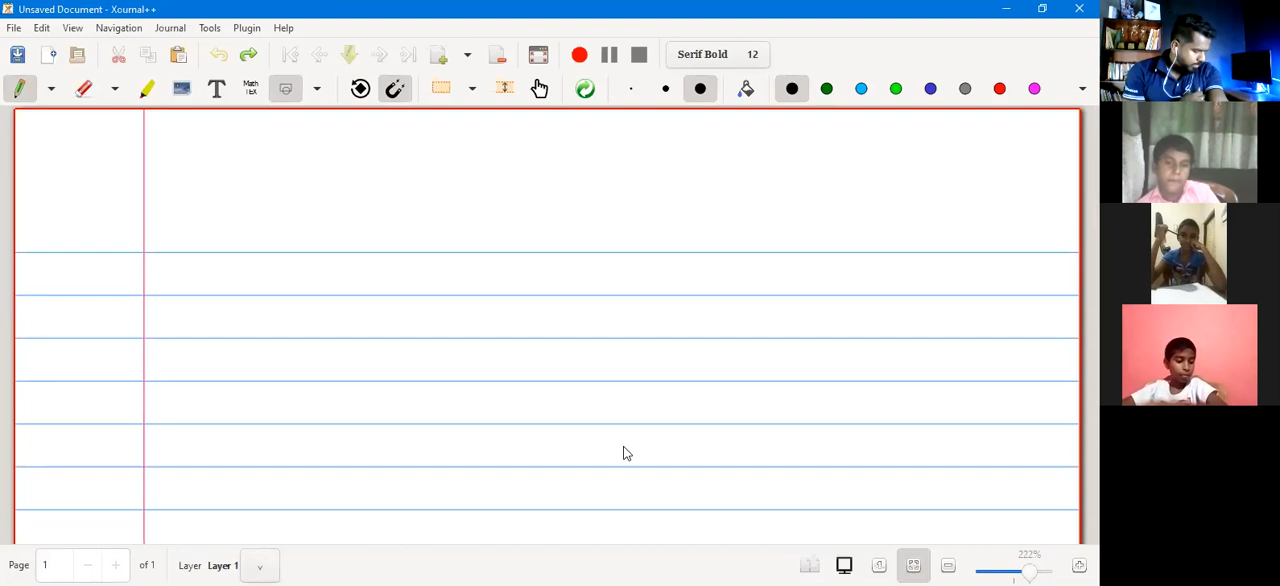 Unsaved Document - Xournal++
File Edit View Navigation Journal Tools Plugin Help
Serif Bold 12
T Math TEX
Page 1 of 1 Layer Layer 1
222%